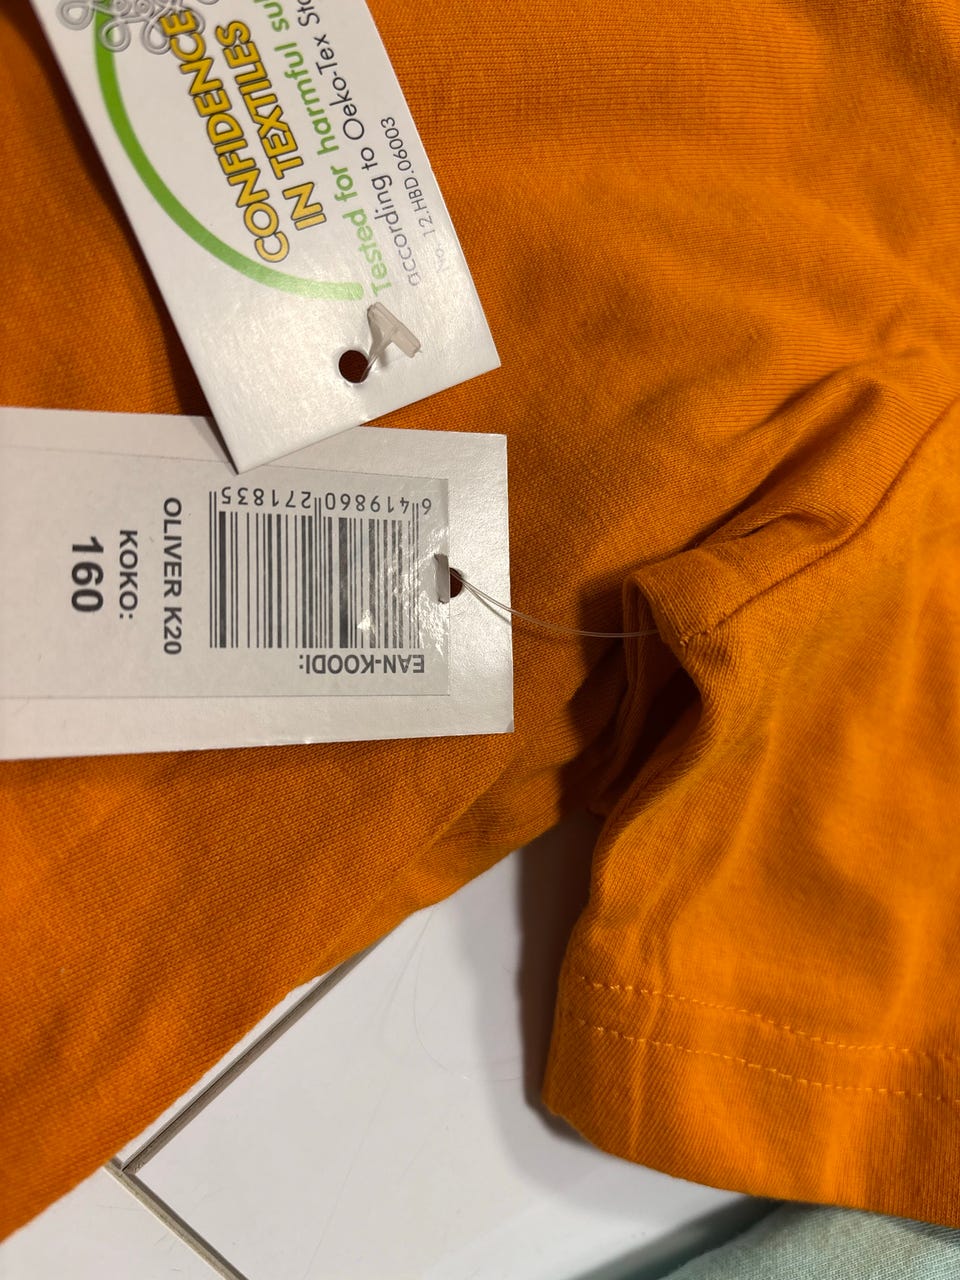 CONFIDENCE
IN TEXTILES
Tested for harmful
according to Oeko-Tex
No. 12.HBD.06003
EAN-KOODI:
6 419860 271835
OLIVER K20
KOKO:
160